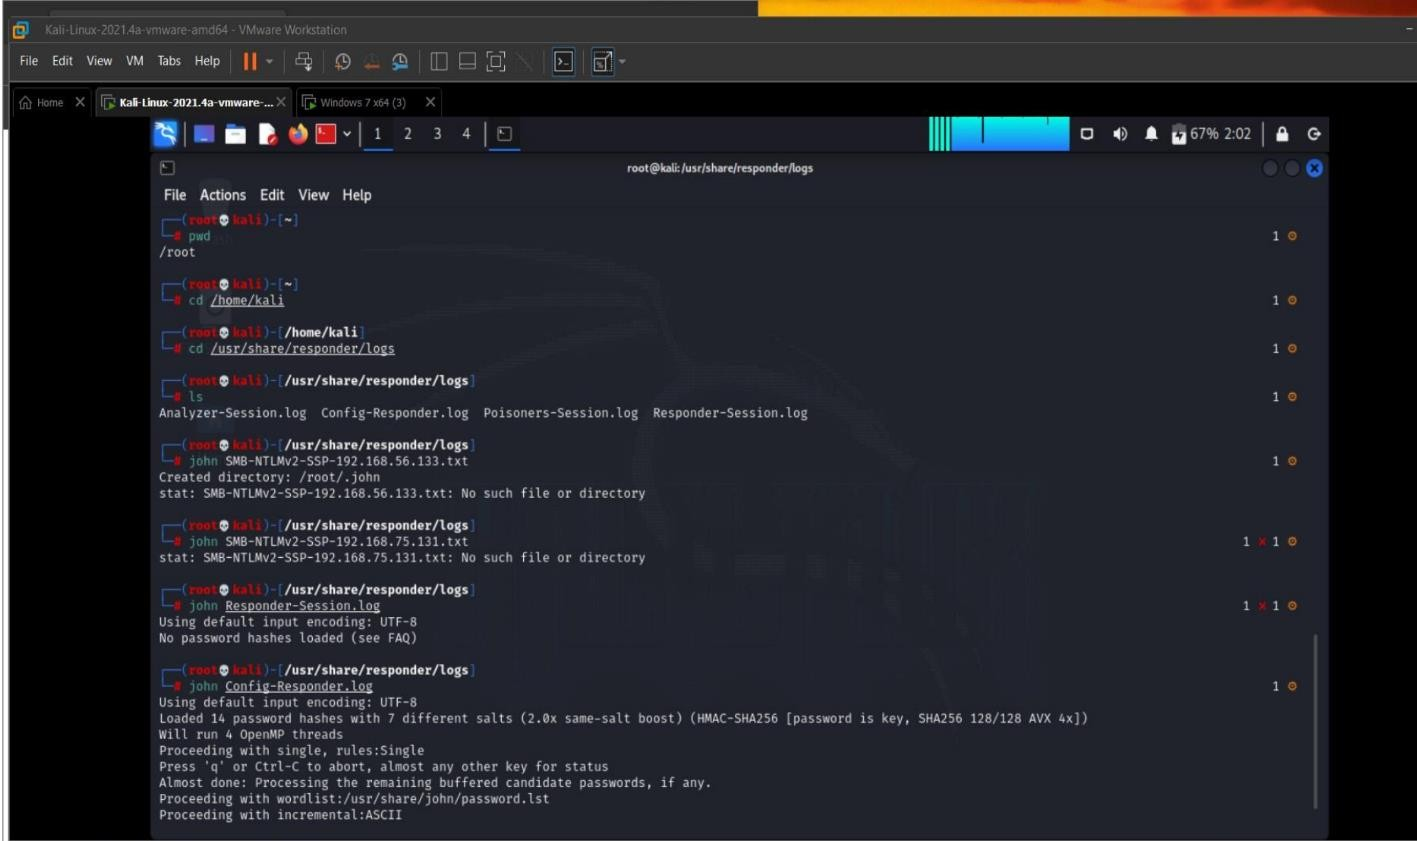 Kali-Linux-2021.4a-vmware-amd64 - VMware Workstation
File Edit View VM Tabs Help
Home Kali-Linux-2021.4a-vmware-... Windows 7 x64 (3)
1 2 3 4 67% 2:02
root@kali: /usr/share/responder/logs
File Actions Edit View Help
┌──(root💀kali)-[~]
└─# pwd 1 ⚙
/root
┌──(root💀kali)-[~]
└─# cd /home/kali 1 ⚙
┌──(root💀kali)-[/home/kali]
└─# cd /usr/share/responder/logs 1 ⚙
┌──(root💀kali)-[/usr/share/responder/logs]
└─# ls 1 ⚙
Analyzer-Session.log Config-Responder.log Poisoners-Session.log Responder-Session.log
┌──(root💀kali)-[/usr/share/responder/logs]
└─# john SMB-NTLMv2-SSP-192.168.56.133.txt 1 ⚙
Created directory: /root/.john
stat: SMB-NTLMv2-SSP-192.168.56.133.txt: No such file or directory
┌──(root💀kali)-[/usr/share/responder/logs]
└─# john SMB-NTLMv2-SSP-192.168.75.131.txt 1 ⨯ 1 ⚙
stat: SMB-NTLMv2-SSP-192.168.75.131.txt: No such file or directory
┌──(root💀kali)-[/usr/share/responder/logs]
└─# john Responder-Session.log 1 ⨯ 1 ⚙
Using default input encoding: UTF-8
No password hashes loaded (see FAQ)
┌──(root💀kali)-[/usr/share/responder/logs]
└─# john Config-Responder.log 1 ⚙
Using default input encoding: UTF-8
Loaded 14 password hashes with 7 different salts (2.0x same-salt boost) (HMAC-SHA256 [password is key, SHA256 128/128 AVX 4x])
Will run 4 OpenMP threads
Proceeding with single, rules:Single
Press 'q' or Ctrl-C to abort, almost any other key for status
Almost done: Processing the remaining buffered candidate passwords, if any.
Proceeding with wordlist:/usr/share/john/password.lst
Proceeding with incremental:ASCII